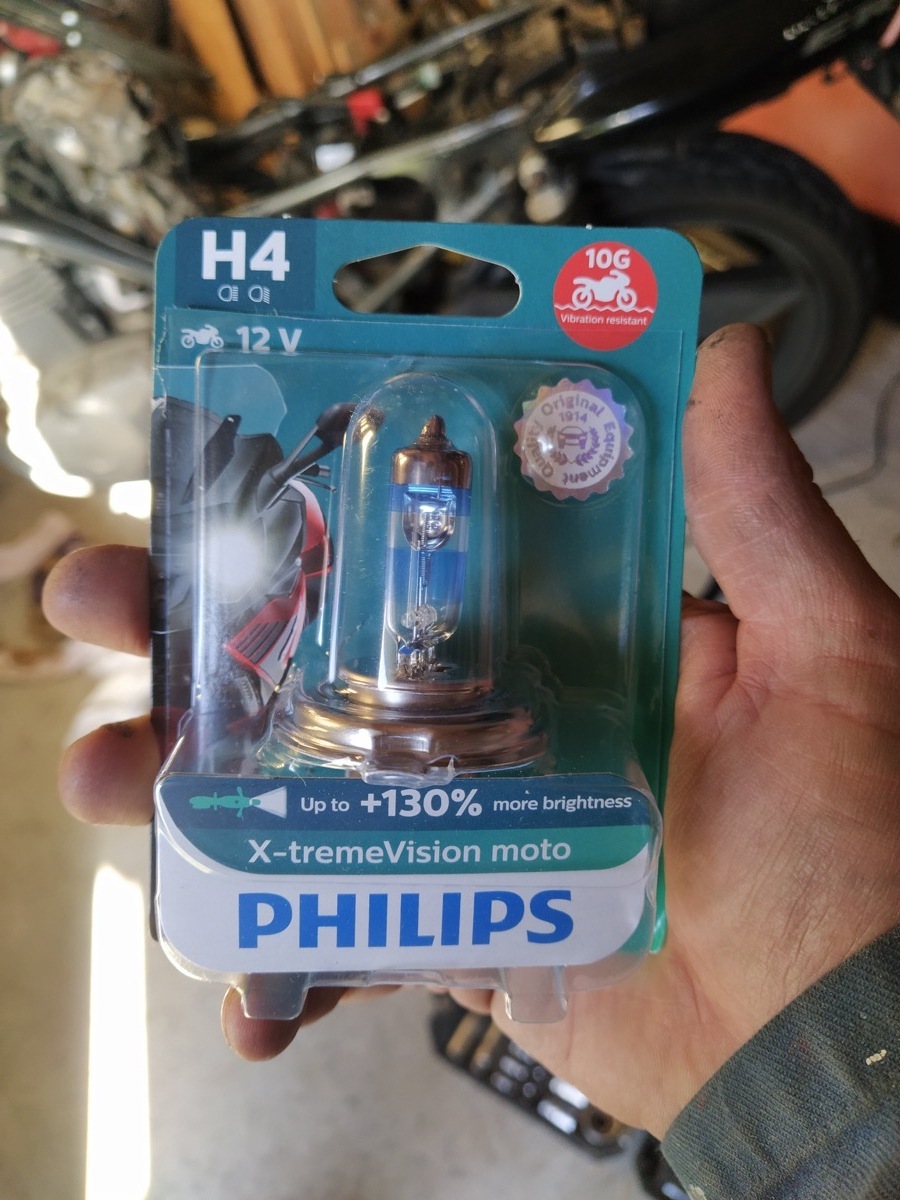 H4
10G
Vibration resistant
12 V
Original
1914
Equipment
Quality
Up to +130% more brightness
X-tremeVision moto
PHILIPS